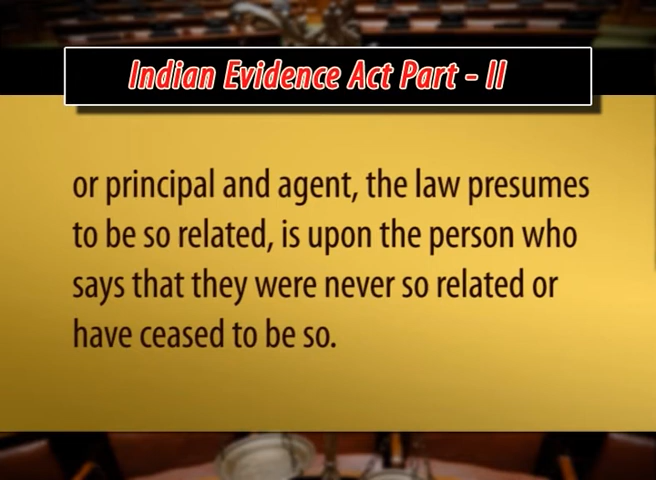 Indian Evidence Act Part - II
or principal and agent, the law presumes
to be so related, is upon the person who
says that they were never so related or
have ceased to be so.